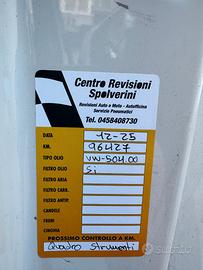 Centro Revisioni
Spolverini
Revisioni Auto e Moto - Autofficina
Servizio Pneumatici
Tel. 0458408730
DATA 12-25
KM. 96427
TIPO OLIO VW-504.00
FILTRO OLIO Si
FILTRO ARIA
FILTRO CARB.
FILTRO ANTIP.
CANDELE
FRENI
CINGHIA
PROSSIMO CONTROLLO A KM.
Quadro Strumenti
subito.it